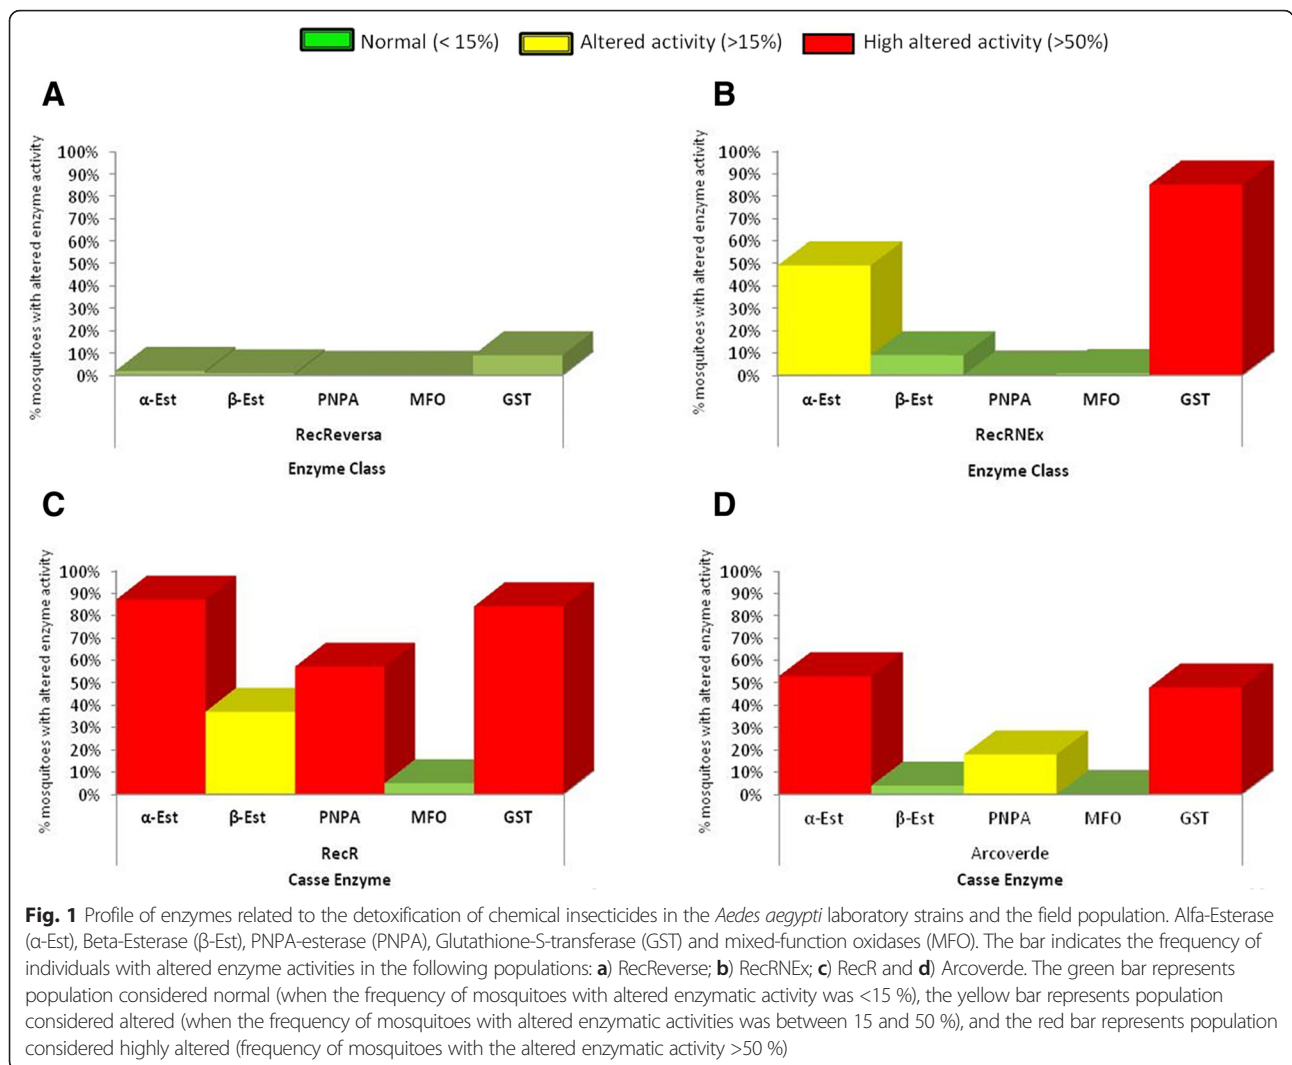 Normal (< 15%) Altered activity (>15%) High altered activity (>50%)
A
% mosquitoes with altered enzyme activity
100%
90%
80%
70%
60%
50%
40%
30%
20%
10%
0%
α-Est β-Est PNPA MFO GST
RecReversa
Enzyme Class
B
% mosquitoes with altered enzyme activity
100%
90%
80%
70%
60%
50%
40%
30%
20%
10%
0%
α-Est β-Est PNPA MFO GST
RecRNEx
Enzyme Class
C
% mosquitoes with altered enzyme activity
100%
90%
80%
70%
60%
50%
40%
30%
20%
10%
0%
α-Est β-Est PNPA MFO GST
RecR
Casse Enzyme
D
% mosquitoes with altered enzyme activity
100%
90%
80%
70%
60%
50%
40%
30%
20%
10%
0%
α-Est β-Est PNPA MFO GST
Arcoverde
Casse Enzyme
Fig. 1 Profile of enzymes related to the detoxification of chemical insecticides in the Aedes aegypti laboratory strains and the field population. Alfa-Esterase
(α-Est), Beta-Esterase (β-Est), PNPA-esterase (PNPA), Glutathione-S-transferase (GST) and mixed-function oxidases (MFO). The bar indicates the frequency of
individuals with altered enzyme activities in the following populations: a) RecReverse; b) RecRNEx; c) RecR and d) Arcoverde. The green bar represents
population considered normal (when the frequency of mosquitoes with altered enzymatic activity was <15 %), the yellow bar represents population
considered altered (when the frequency of mosquitoes with altered enzymatic activities was between 15 and 50 %), and the red bar represents population
considered highly altered (frequency of mosquitoes with the altered enzymatic activity >50 %)